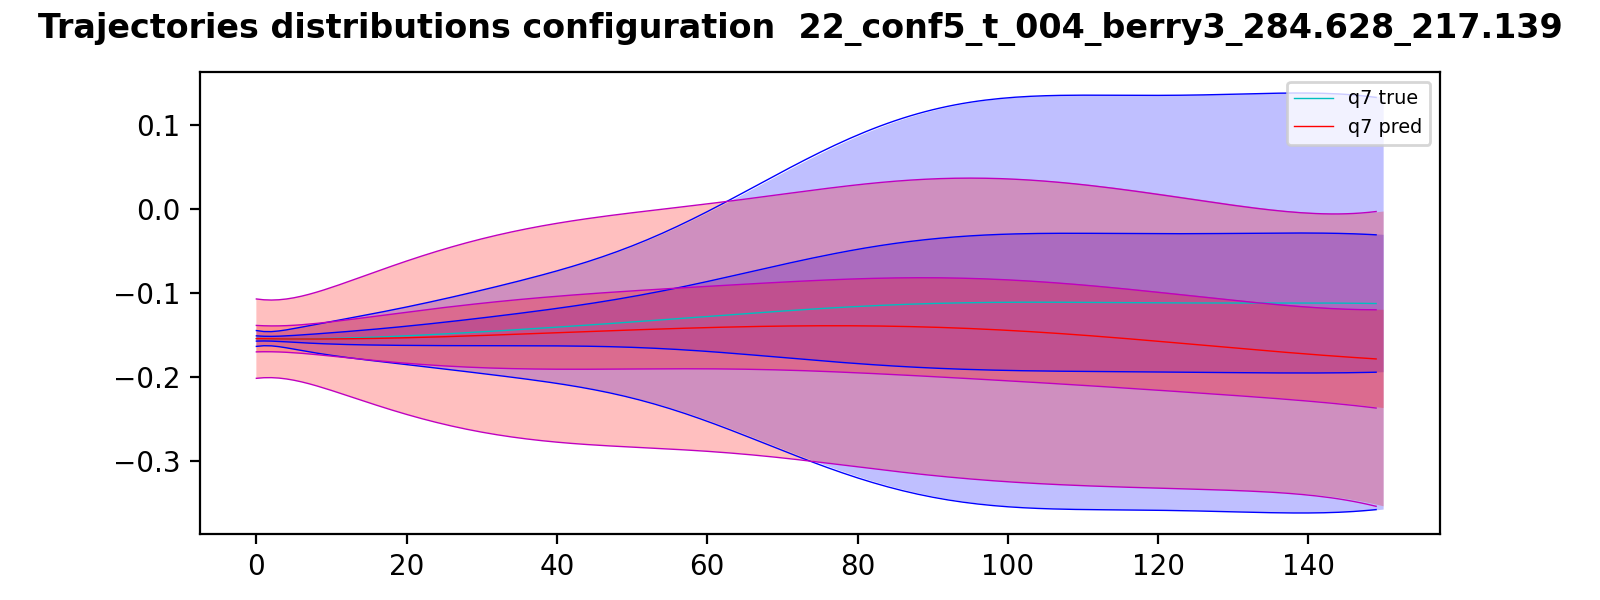 Trajectories distributions configuration  22_conf5_t_004_berry3_284.628_217.139
q7 true
q7 pred
0.1
0.0
−0.1
−0.2
−0.3
0 20 40 60 80 100 120 140